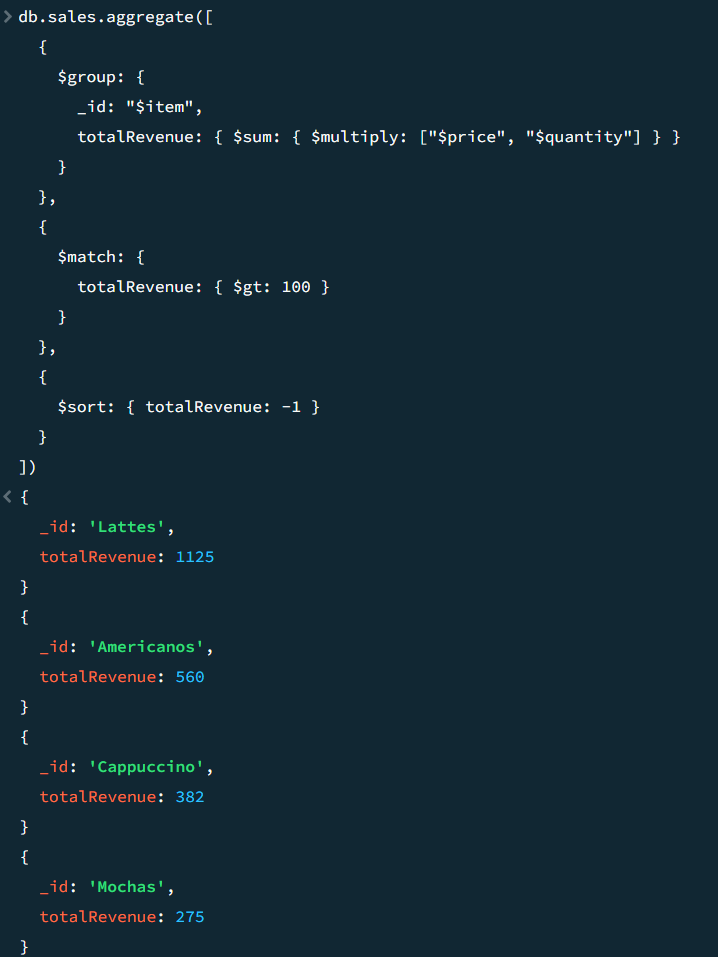 > db.sales.aggregate([
  {
    $group: {
      _id: "$item",
      totalRevenue: { $sum: { $multiply: ["$price", "$quantity"] } }
    }
  },
  {
    $match: {
      totalRevenue: { $gt: 100 }
    }
  },
  {
    $sort: { totalRevenue: -1 }
  }
])
< {
  _id: 'Lattes',
  totalRevenue: 1125
}
{
  _id: 'Americanos',
  totalRevenue: 560
}
{
  _id: 'Cappuccino',
  totalRevenue: 382
}
{
  _id: 'Mochas',
  totalRevenue: 275
}